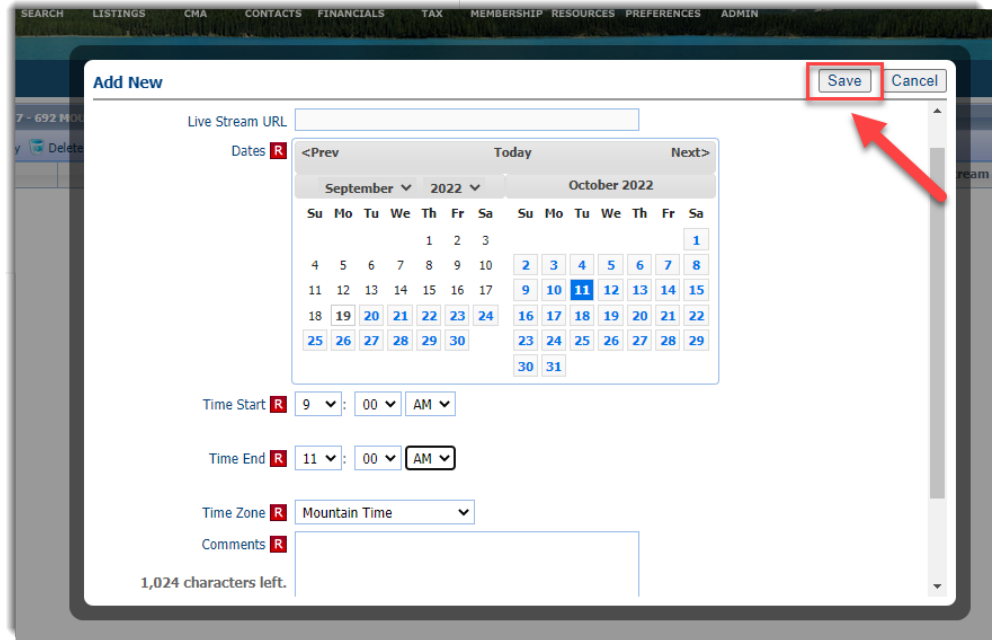 SEARCH LISTINGS CMA CONTACTS FINANCIALS TAX MEMBERSHIP RESOURCES PREFERENCES ADMIN
Add New Save Cancel
7 - 692 MOU
Live Stream URL
y Delete
Dates R <Prev Today Next>
ream
September 2022 October 2022
Su Mo Tu We Th Fr Sa Su Mo Tu We Th Fr Sa
1 2 3 1
4 5 6 7 8 9 10 2 3 4 5 6 7 8
11 12 13 14 15 16 17 9 10 11 12 13 14 15
18 19 20 21 22 23 24 16 17 18 19 20 21 22
25 26 27 28 29 30 23 24 25 26 27 28 29
30 31
Time Start R 9 : 00 AM
Time End R 11 : 00 AM
Time Zone R Mountain Time
Comments R
1,024 characters left.